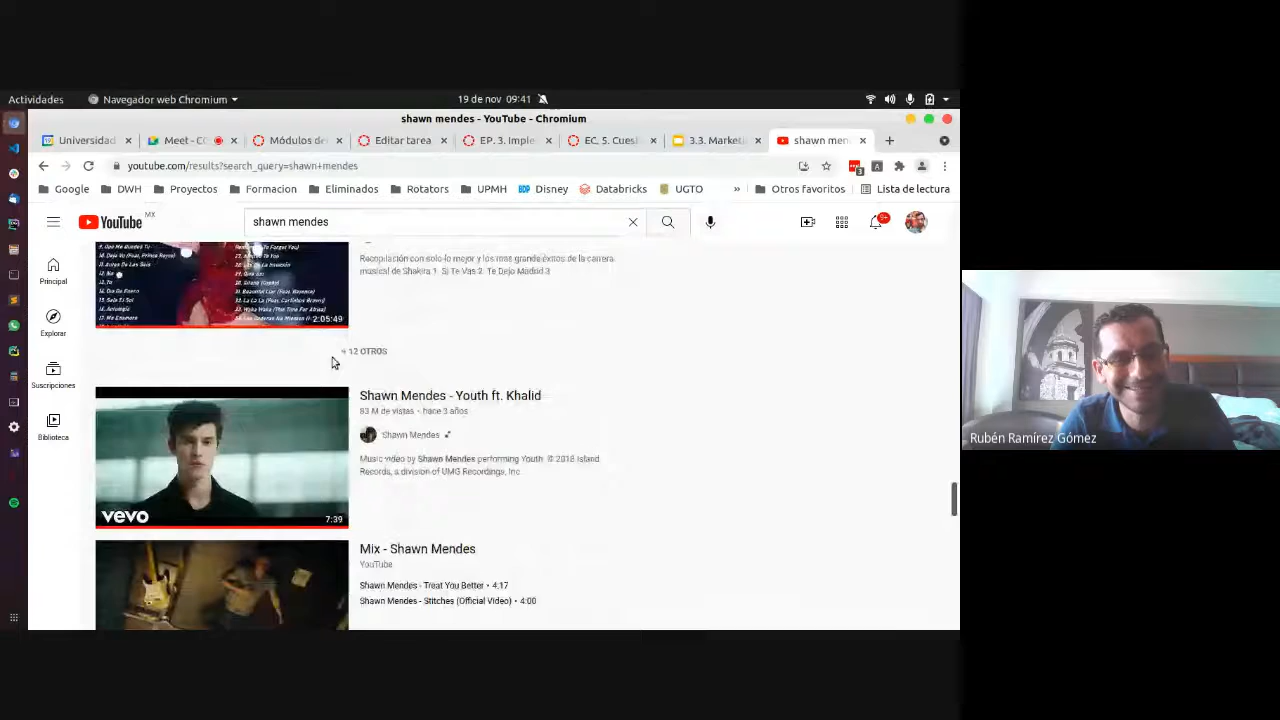 Actividades
Navegador web Chromium
19 de nov 09:41
shawn mendes - YouTube - Chromium
Universidad
Meet - CC
Módulos de
Editar tarea
EP. 3. Imple
EC. 5. Cues
3.3. Market
shawn men
youtube.com/results?search_query=shawn+mendes
Google
DWH
Proyectos
Formacion
Eliminados
Rotators
UPMH
Disney
Databricks
UGTO
»
Otros favoritos
Lista de lectura
YouTube MX
shawn mendes
9+
Principal
Explorar
Suscripciones
Biblioteca
Recopilación con solo lo mejor y los mas grande éxitos de la carrera
musical de Shakira 1. Si Te Vas 2. Te Dejo Madrid 3
2:05:49
12 OTROS
Shawn Mendes - Youth ft. Khalid
83 M de vistas • hace 3 años
Shawn Mendes
Music video by Shawn Mendes performing Youth. © 2018 Island
Records, a division of UMG Recordings, Inc.
vevo
7:39
Mix - Shawn Mendes
YouTube
Shawn Mendes - Treat You Better • 4:17
Shawn Mendes - Stitches (Official Video) • 4:00
Rubén Ramírez Gómez